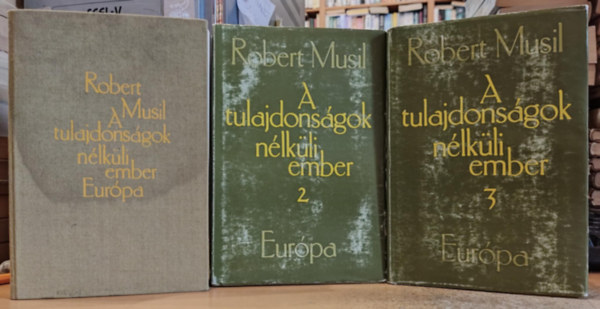 Robert
Musil
A
tulajdonságok
nélküli
ember
Európa
Robert Musil
A
tulajdonságok
nélküli
ember
2
Európa
Robert Musil
A
tulajdonságok
nélküli
ember
3
Európa